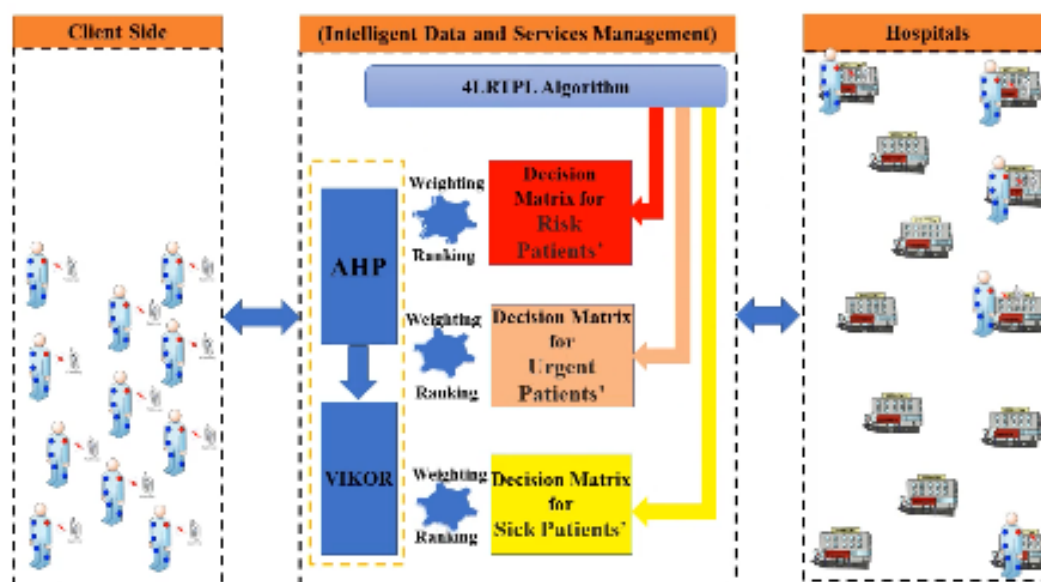 Client Side
(Intelligent Data and Services Management)
Hospitals
4LRTPL Algorithm
Weighting
Ranking
Decision
Matrix for
Risk
Patients'
AHP
Weighting
Ranking
Decision Matrix
for
Urgent
Patients'
VIKOR
Weighting
Ranking
Decision Matrix
for
Sick Patients'